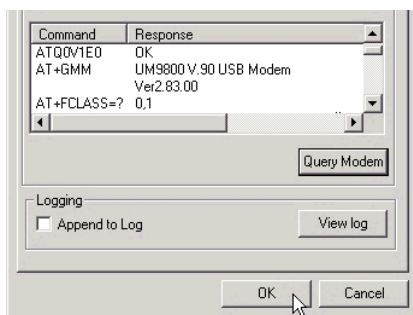 Command Response
ATQ0V1E0 OK
AT+GMM UM9800 V.90 USB Modem
Ver2.83.00
AT+FCLASS=? 0,1
Query Modem
Logging
Append to Log
View log
OK Cancel